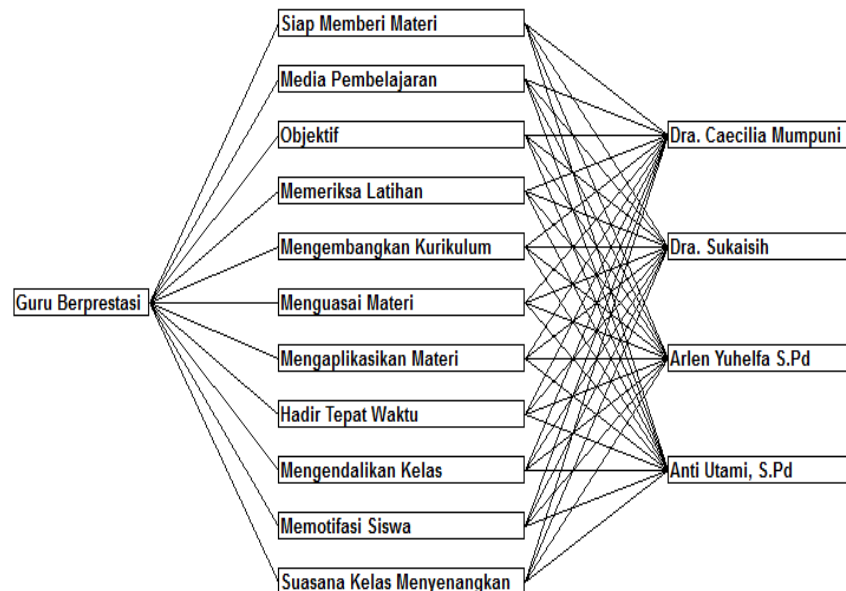 Siap Memberi Materi
Media Pembelajaran
Objektif
Memeriksa Latihan
Mengembangkan Kurikulum
Guru Berprestasi
Menguasai Materi
Mengaplikasikan Materi
Hadir Tepat Waktu
Mengendalikan Kelas
Memotifasi Siswa
Suasana Kelas Menyenangkan
Dra. Caecilia Mumpuni
Dra. Sukaisih
Arlen Yuhelfa S.Pd
Anti Utami, S.Pd